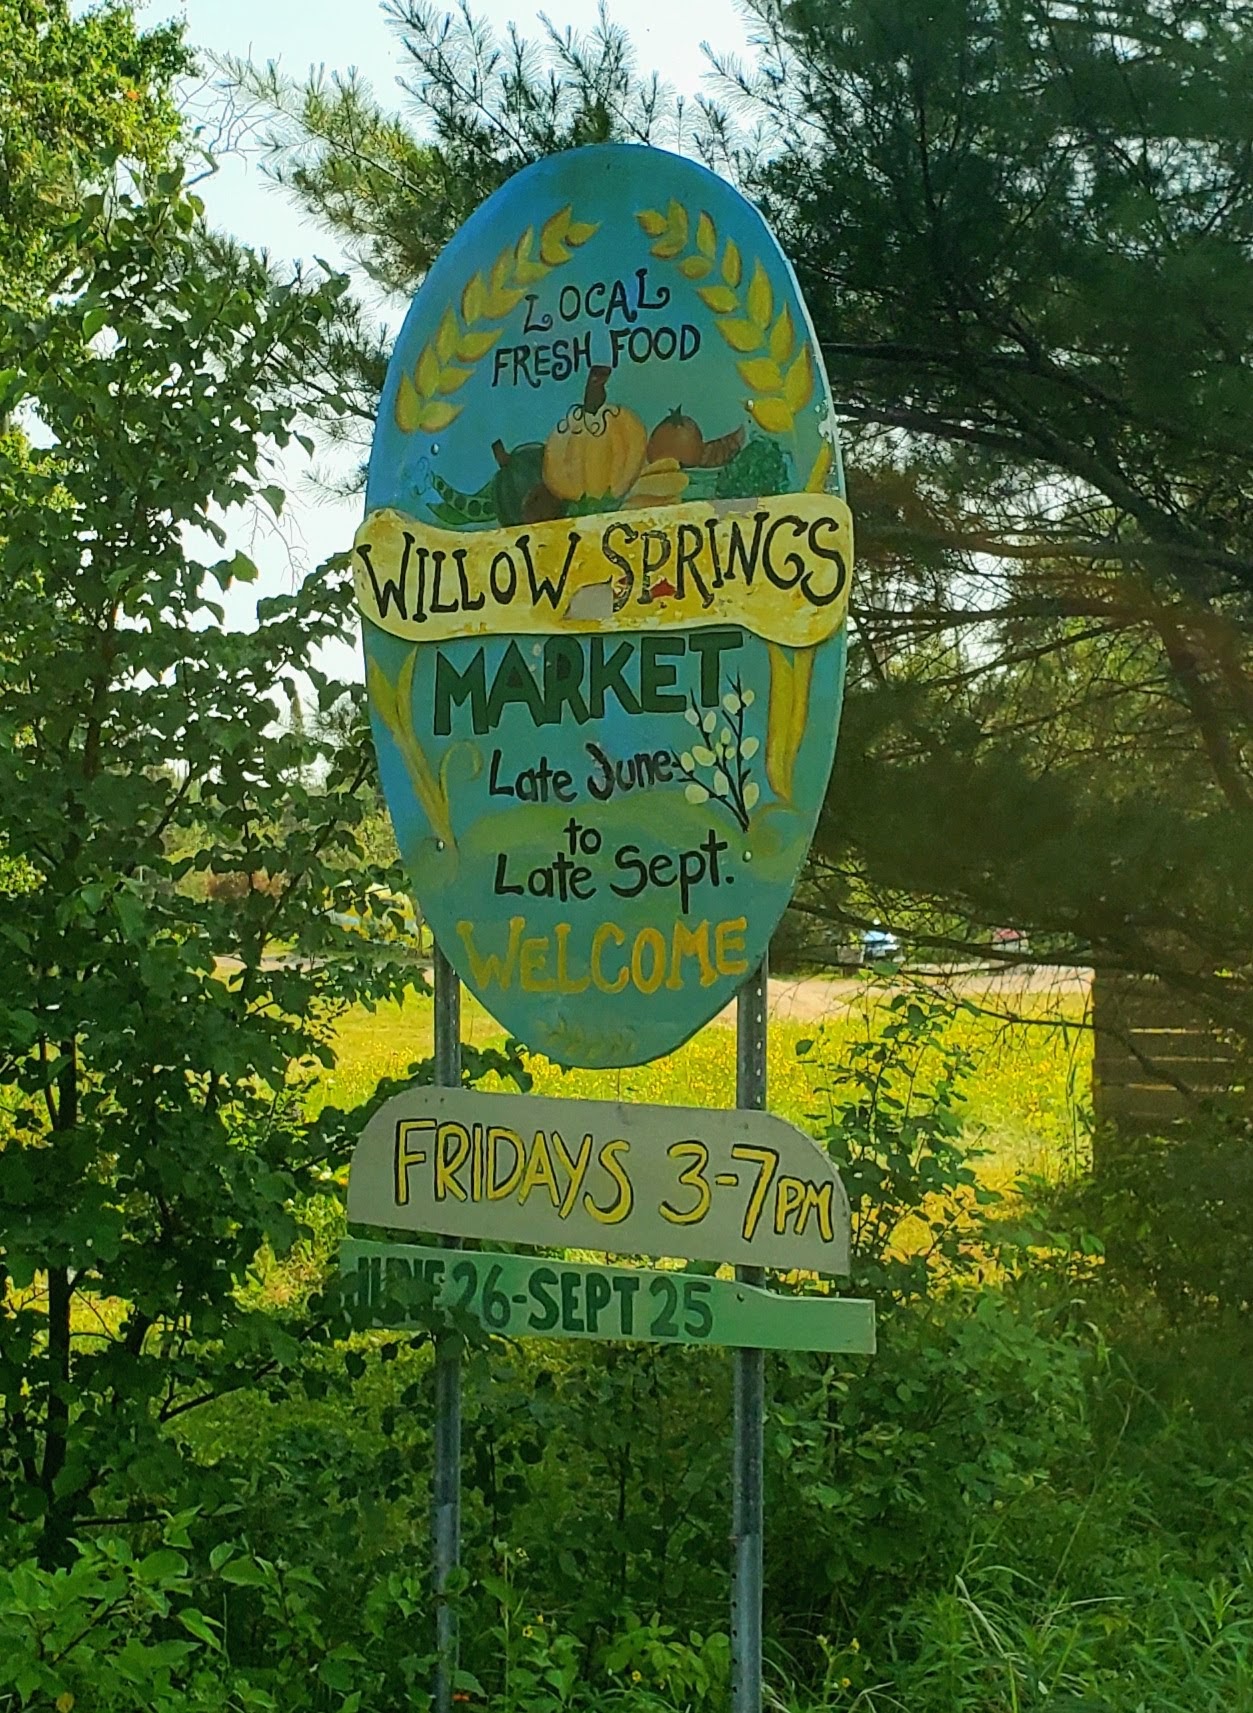 LOCAL
FRESH FOOD
WILLOW SPRINGS
MARKET
Late June
to
Late Sept.
WELCOME
FRIDAYS 3-7PM
JUNE 26-SEPT 25